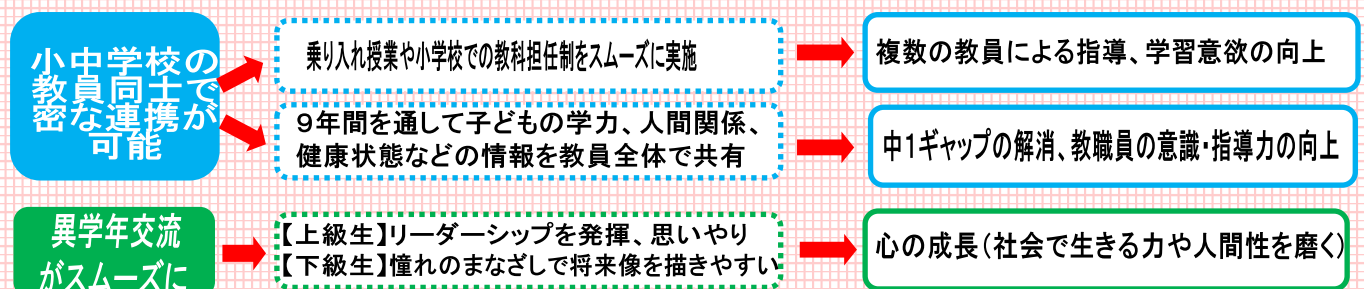 小中学校の
教員同士で
密な連携が
可能
乗り入れ授業や小学校での教科担任制をスムーズに実施
複数の教員による指導、学習意欲の向上
９年間を通して子どもの学力、人間関係、
健康状態などの情報を教員全体で共有
中１ギャップの解消、教職員の意識・指導力の向上
異学年交流
がスムーズに
【上級生】リーダーシップを発揮、思いやり
【下級生】憧れのまなざしで将来像を描きやすい
心の成長（社会で生きる力や人間性を磨く）